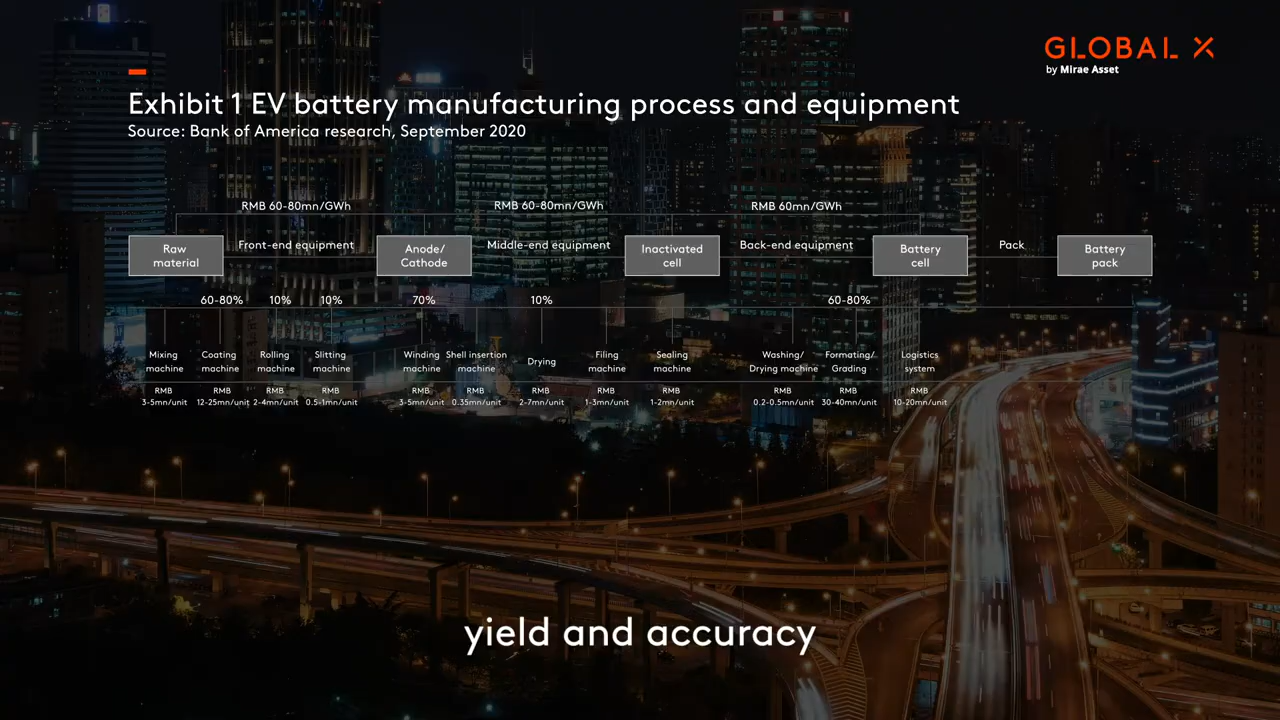 GLOBAL X
by Mirae Asset
Exhibit 1 EV battery manufacturing process and equipment
Source: Bank of America research, September 2020
RMB 60-80mn/GWh
RMB 60-80mn/GWh
RMB 60mn/GWh
Raw
material
Front-end equipment
Anode/
Cathode
Middle-end equipment
Inactivated
cell
Back-end equipment
Battery
cell
Pack
Battery
pack
60-80%
10%
10%
70%
10%
60-80%
Mixing
machine
Coating
machine
Rolling
machine
Slitting
machine
Winding
machine
Shell insertion
machine
Drying
Filing
machine
Sealing
machine
Washing/
Drying machine
Formating/
Grading
Logistics
system
RMB
3-5mn/unit
RMB
12-25mn/unit
RMB
2-4mn/unit
RMB
0.5-1mn/unit
RMB
3-5mn/unit
RMB
0.35mn/unit
RMB
2-7mn/unit
RMB
1-3mn/unit
RMB
1-2mn/unit
RMB
0.2-0.5mn/unit
RMB
30-40mn/unit
RMB
10-20mn/unit
yield and accuracy